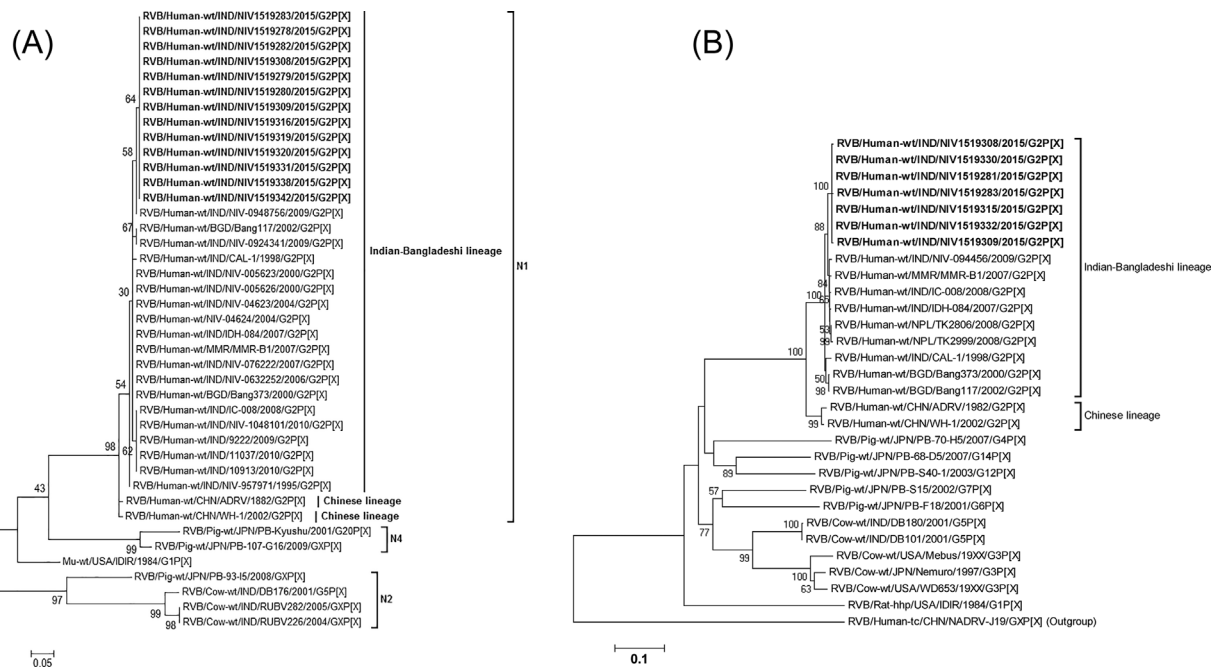 (A)
RVB/Human-wt/IND/NIV1519283/2015/G2P[X]
RVB/Human-wt/IND/NIV1519278/2015/G2P[X]
RVB/Human-wt/IND/NIV1519282/2015/G2P[X]
RVB/Human-wt/IND/NIV1519308/2015/G2P[X]
RVB/Human-wt/IND/NIV1519279/2015/G2P[X]
RVB/Human-wt/IND/NIV1519280/2015/G2P[X]
64
RVB/Human-wt/IND/NIV1519309/2015/G2P[X]
RVB/Human-wt/IND/NIV1519316/2015/G2P[X]
RVB/Human-wt/IND/NIV1519319/2015/G2P[X]
58
RVB/Human-wt/IND/NIV1519320/2015/G2P[X]
RVB/Human-wt/IND/NIV1519331/2015/G2P[X]
RVB/Human-wt/IND/NIV1519338/2015/G2P[X]
RVB/Human-wt/IND/NIV1519342/2015/G2P[X]
RVB/Human-wt/IND/NIV-0948756/2009/G2P[X]
67
RVB/Human-wt/BGD/Bang117/2002/G2P[X]
RVB/Human-wt/IND/NIV-0924341/2009/G2P[X]
Indian-Bangladeshi lineage
RVB/Human-wt/IND/CAL-1/1998/G2P[X]
N1
RVB/Human-wt/IND/NIV-005623/2000/G2P[X]
30
RVB/Human-wt/IND/NIV-005626/2000/G2P[X]
RVB/Human-wt/IND/NIV-04623/2004/G2P[X]
RVB/Human-wt/NIV-04624/2004/G2P[X]
RVB/Human-wt/IND/IDH-084/2007/G2P[X]
RVB/Human-wt/MMR/MMR-B1/2007/G2P[X]
RVB/Human-wt/IND/NIV-076222/2007/G2P[X]
RVB/Human-wt/IND/NIV-0632252/2006/G2P[X]
54
RVB/Human-wt/BGD/Bang373/2000/G2P[X]
RVB/Human-wt/IND/IC-008/2008/G2P[X]
RVB/Human-wt/IND/NIV-1048101/2010/G2P[X]
RVB/Human-wt/IND/9222/2009/G2P[X]
98
62
RVB/Human-wt/IND/11037/2010/G2P[X]
RVB/Human-wt/IND/10913/2010/G2P[X]
RVB/Human-wt/IND/NIV-957971/1995/G2P[X]
43
RVB/Human-wt/CHN/ADRV/1882/G2P[X]
Chinese lineage
RVB/Human-wt/CHN/WH-1/2002/G2P[X]
Chinese lineage
RVB/Pig-wt/JPN/PB-Kyushu/2001/G20P[X]
N4
99
RVB/Pig-wt/JPN/PB-107-G16/2009/GXP[X]
Mu-wt/USA/IDIR/1984/G1P[X]
RVB/Pig-wt/JPN/PB-93-I5/2008/GXP[X]
97
RVB/Cow-wt/IND/DB176/2001/G5P[X]
N2
99
RVB/Cow-wt/IND/RUBV282/2005/GXP[X]
98
RVB/Cow-wt/IND/RUBV226/2004/GXP[X]
0.05
(B)
RVB/Human-wt/IND/NIV1519308/2015/G2P[X]
RVB/Human-wt/IND/NIV1519330/2015/G2P[X]
RVB/Human-wt/IND/NIV1519281/2015/G2P[X]
100
RVB/Human-wt/IND/NIV1519283/2015/G2P[X]
RVB/Human-wt/IND/NIV1519315/2015/G2P[X]
88
RVB/Human-wt/IND/NIV1519332/2015/G2P[X]
RVB/Human-wt/IND/NIV1519309/2015/G2P[X]
RVB/Human-wt/IND/NIV-094456/2009/G2P[X]
Indian-Bangladeshi lineage
RVB/Human-wt/MMR/MMR-B1/2007/G2P[X]
84
100
RVB/Human-wt/IND/IC-008/2008/G2P[X]
RVB/Human-wt/IND/IDH-084/2007/G2P[X]
RVB/Human-wt/NPL/TK2806/2008/G2P[X]
53
RVB/Human-wt/NPL/TK2999/2008/G2P[X]
99
100
RVB/Human-wt/IND/CAL-1/1998/G2P[X]
RVB/Human-wt/BGD/Bang373/2000/G2P[X]
50
RVB/Human-wt/BGD/Bang117/2002/G2P[X]
98
RVB/Human-wt/CHN/ADRV/1982/G2P[X]
Chinese lineage
RVB/Human-wt/CHN/WH-1/2002/G2P[X]
99
RVB/Pig-wt/JPN/PB-70-H5/2007/G4P[X]
RVB/Pig-wt/JPN/PB-68-D5/2007/G14P[X]
89
RVB/Pig-wt/JPN/PB-S40-1/2003/G12P[X]
57
RVB/Pig-wt/JPN/PB-S15/2002/G7P[X]
RVB/Pig-wt/JPN/PB-F18/2001/G6P[X]
100
RVB/Cow-wt/IND/DB180/2001/G5P[X]
77
RVB/Cow-wt/IND/DB101/2001/G5P[X]
99
RVB/Cow-wt/USA/Mebus/19XX/G3P[X]
100
RVB/Cow-wt/JPN/Nemuro/1997/G3P[X]
63
RVB/Cow-wt/USA/WD653/19XX/G3P[X]
RVB/Rat-hhp/USA/IDIR/1984/G1P[X]
RVB/Human-tc/CHN/NADRV-J19/GXP[X] (Outgroup)
0.1